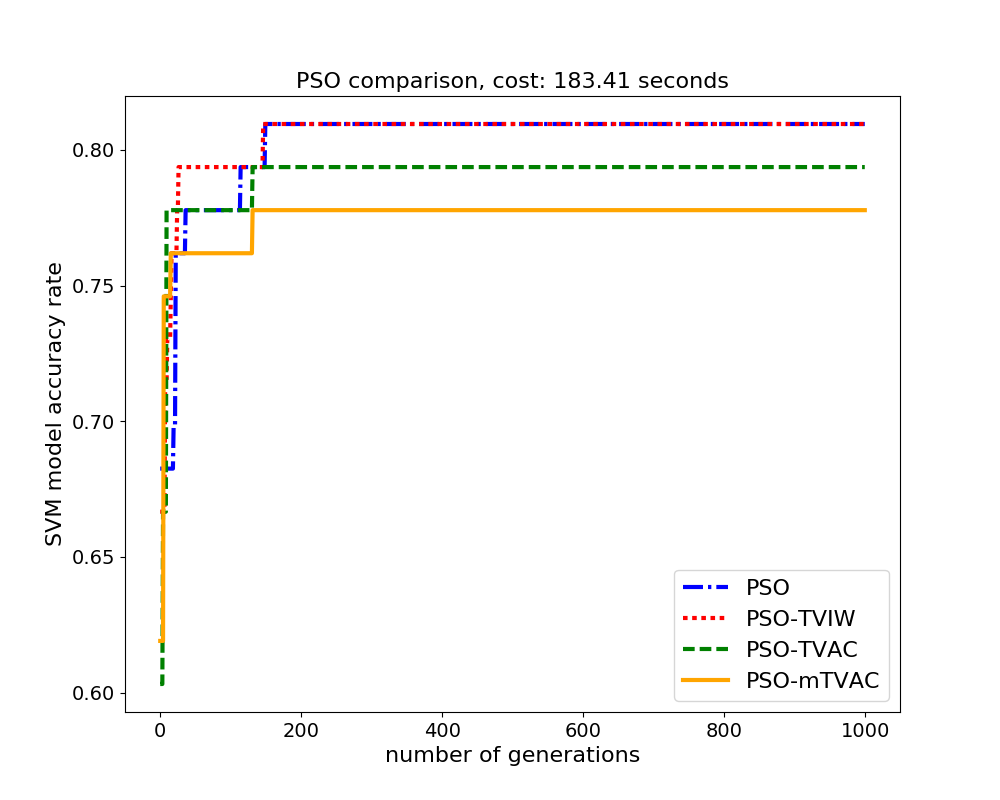 PSO comparison, cost: 183.41 seconds
SVM model accuracy rate
0.80
0.75
0.70
0.65
0.60
0
200
400
600
800
1000
number of generations
PSO
PSO-TVIW
PSO-TVAC
PSO-mTVAC